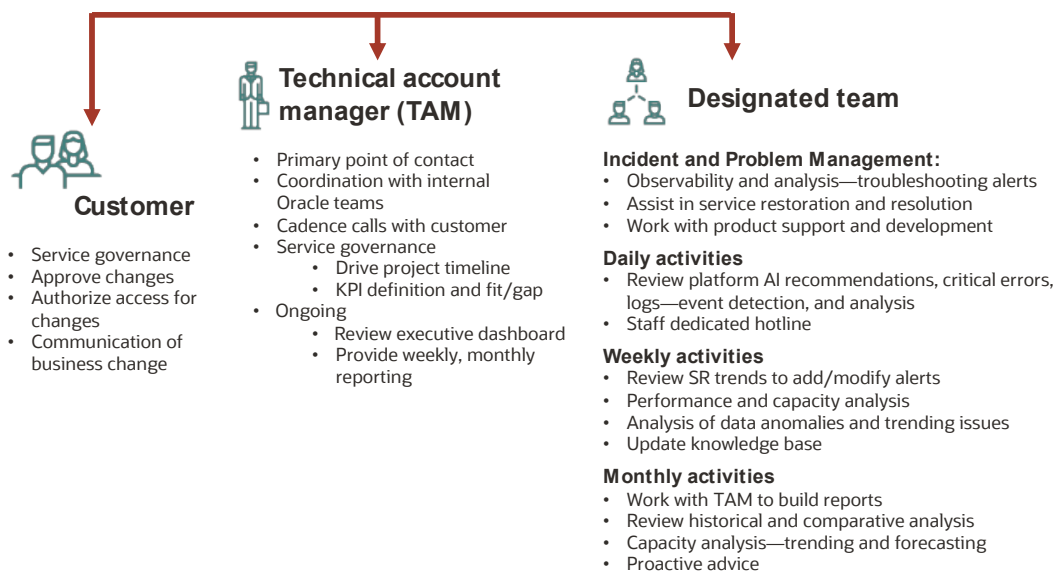 Customer
• Service governance
• Approve changes
• Authorize access for
changes
• Communication of
business change
Technical account
manager (TAM)
• Primary point of contact
• Coordination with internal
Oracle teams
• Cadence calls with customer
• Service governance
• Drive project timeline
• KPI definition and fit/gap
• Ongoing
• Review executive dashboard
• Provide weekly, monthly
reporting
Designated team
Incident and Problem Management:
• Observability and analysis—troubleshooting alerts
• Assist in service restoration and resolution
• Work with product support and development
Daily activities
• Review platform AI recommendations, critical errors,
logs—event detection, and analysis
• Staff dedicated hotline
Weekly activities
• Review SR trends to add/modify alerts
• Performance and capacity analysis
• Analysis of data anomalies and trending issues
• Update knowledge base
Monthly activities
• Work with TAM to build reports
• Review historical and comparative analysis
• Capacity analysis—trending and forecasting
• Proactive advice